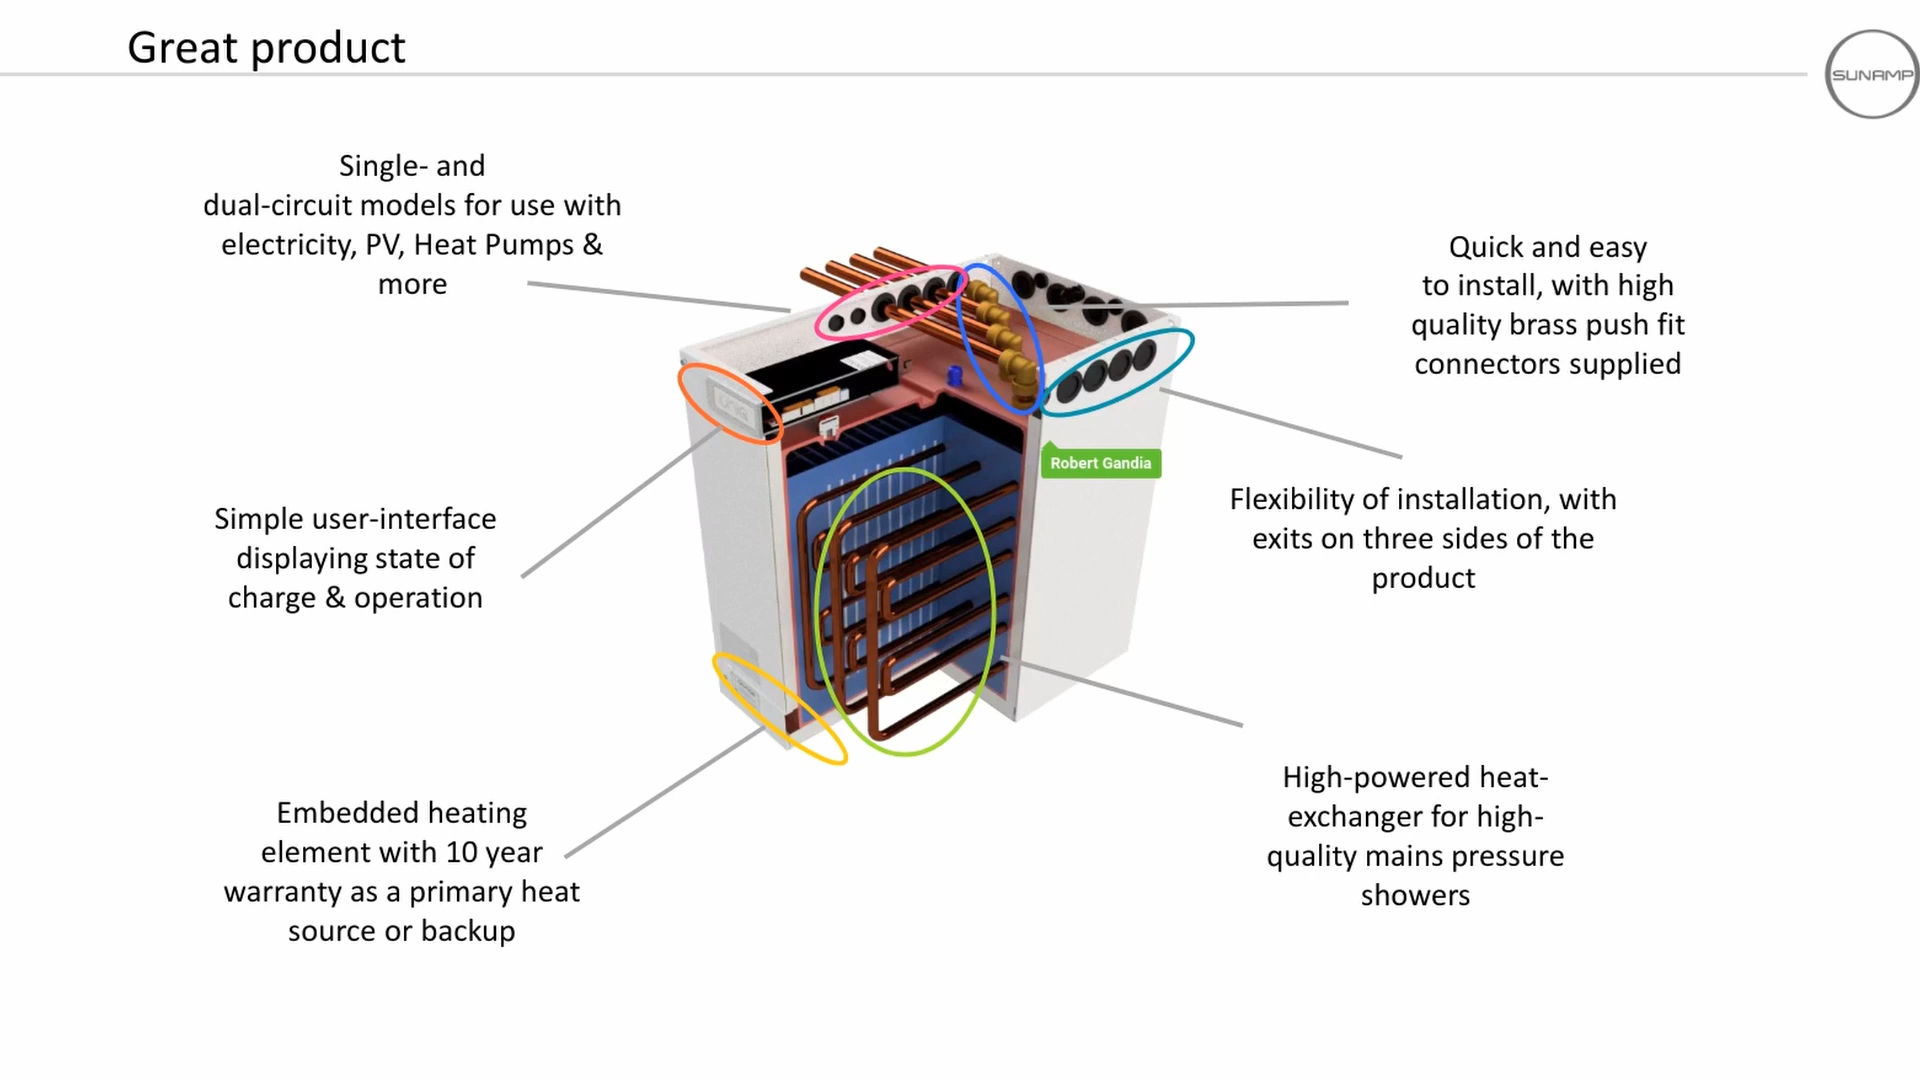 Great product
SUNAMP
Single- and
dual-circuit models for use with
electricity, PV, Heat Pumps &
more
Quick and easy
to install, with high
quality brass push fit
connectors supplied
Robert Gandia
Simple user-interface
displaying state of
charge & operation
Flexibility of installation, with
exits on three sides of the
product
Embedded heating
element with 10 year
warranty as a primary heat
source or backup
High-powered heat-
exchanger for high-
quality mains pressure
showers